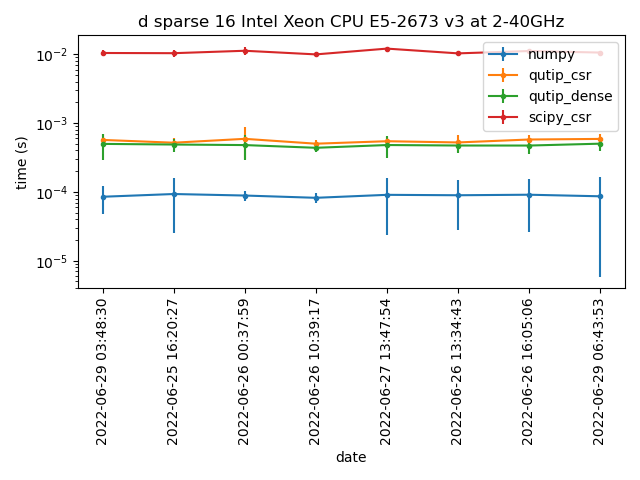 d sparse 16 Intel Xeon CPU E5-2673 v3 at 2-40GHz
numpy
qutip_csr
qutip_dense
scipy_csr
time (s)
10⁻²
10⁻³
10⁻⁴
10⁻⁵
2022-06-29 03:48:30
2022-06-25 16:20:27
2022-06-26 00:37:59
2022-06-26 10:39:17
2022-06-27 13:47:54
2022-06-26 13:34:43
2022-06-26 16:05:06
2022-06-29 06:43:53
date